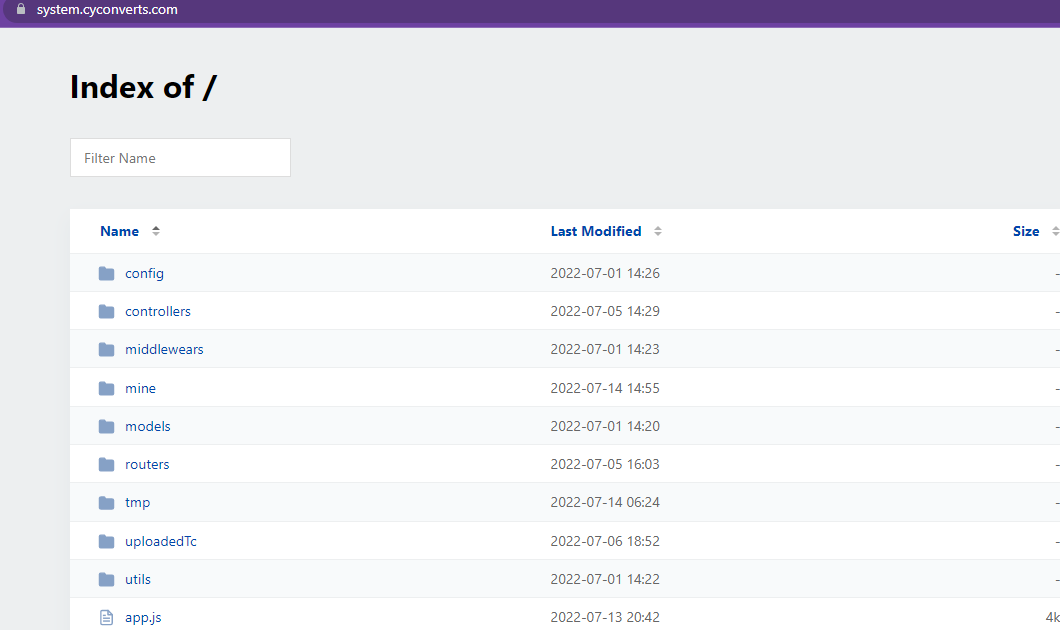 system.cyconverts.com
Index of /
Filter Name
Name Last Modified Size
config 2022-07-01 14:26 -
controllers 2022-07-05 14:29 -
middlewears 2022-07-01 14:23 -
mine 2022-07-14 14:55 -
models 2022-07-01 14:20 -
routers 2022-07-05 16:03 -
tmp 2022-07-14 06:24 -
uploadedTc 2022-07-06 18:52 -
utils 2022-07-01 14:22 -
app.js 2022-07-13 20:42 4k